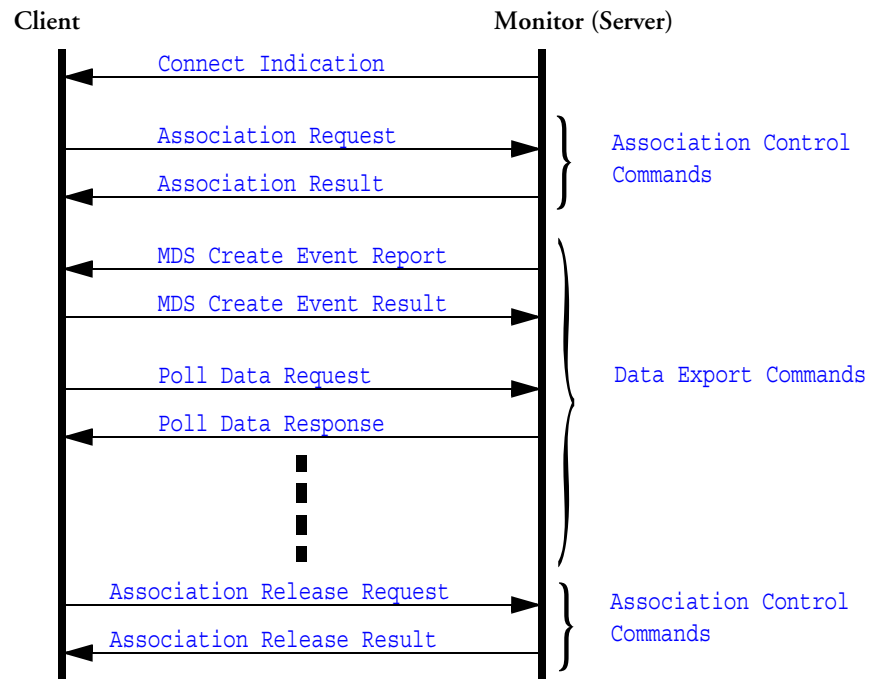 Client
Monitor (Server)
Connect Indication
Association Request
Association Control
Commands
Association Result
MDS Create Event Report
MDS Create Event Result
Poll Data Request
Data Export Commands
Poll Data Response
Association Release Request
Association Control
Commands
Association Release Result